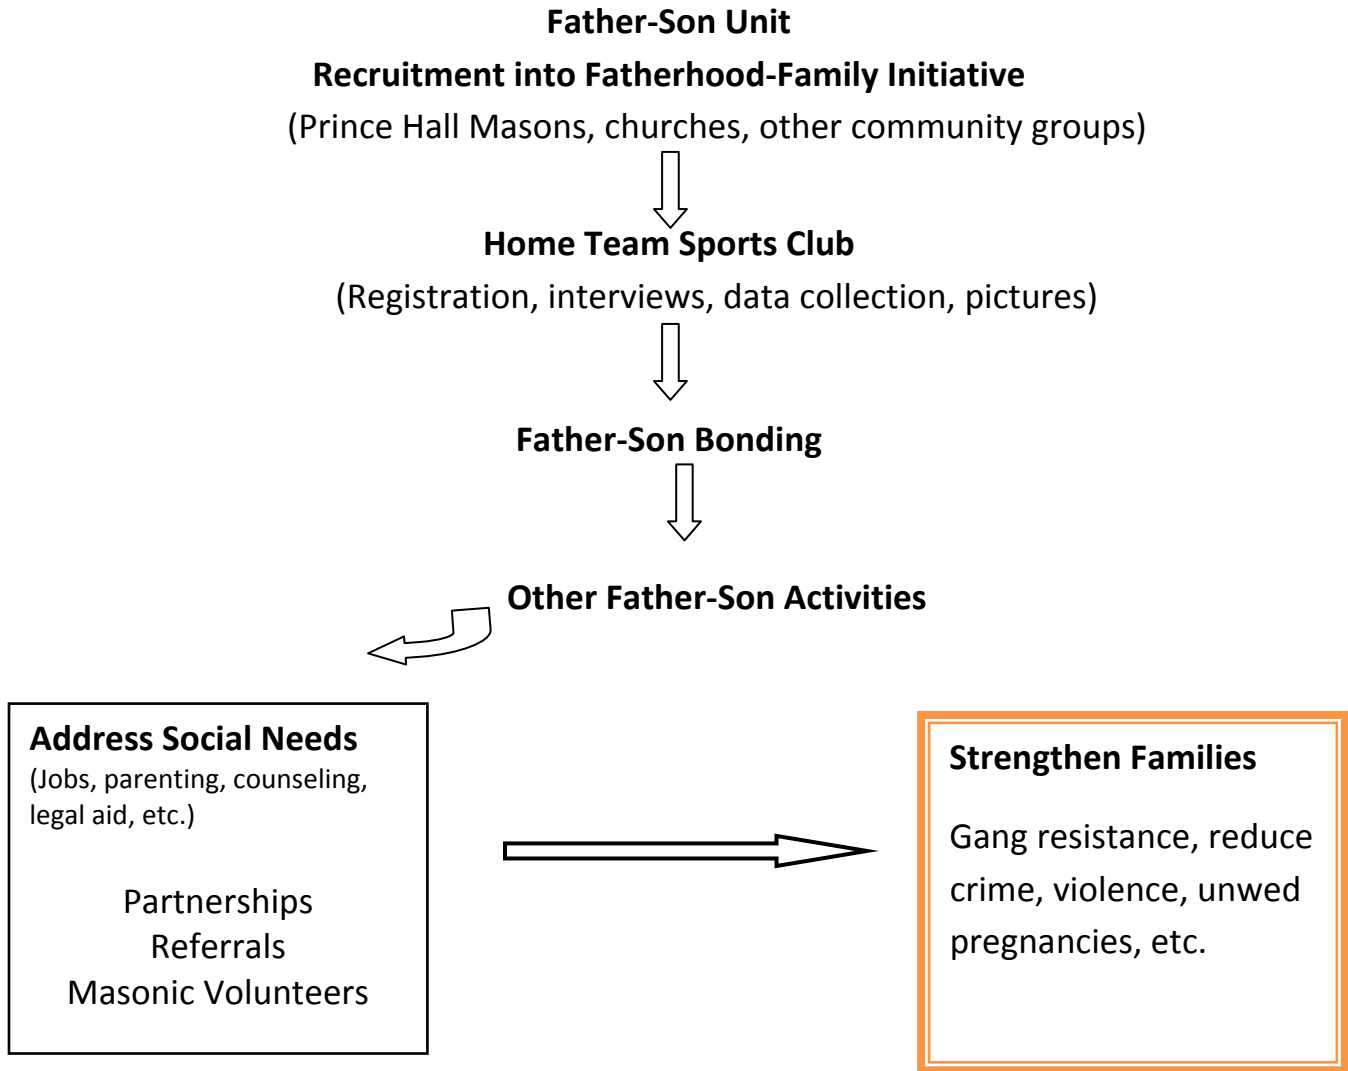 Father-Son Unit
Recruitment into Fatherhood-Family Initiative
(Prince Hall Masons, churches, other community groups)
Home Team Sports Club
(Registration, interviews, data collection, pictures)
Father-Son Bonding
Other Father-Son Activities
Address Social Needs
(Jobs, parenting, counseling,
legal aid, etc.)
Partnerships
Referrals
Masonic Volunteers
Strengthen Families
Gang resistance, reduce
crime, violence, unwed
pregnancies, etc.